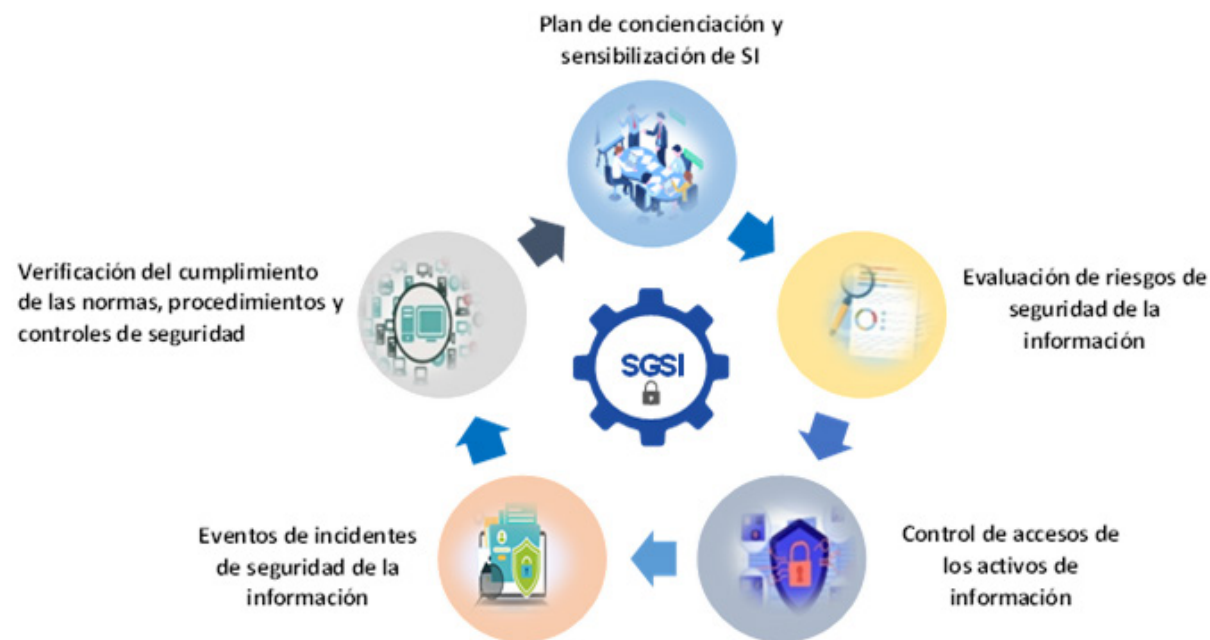 Plan de concienciación y
sensibilización de SI
Verificación del cumplimiento
de las normas, procedimientos y
controles de seguridad
Evaluación de riesgos de
seguridad de la
información
SGSI
Eventos de incidentes
de seguridad de la
información
Control de accesos de
los activos de
información